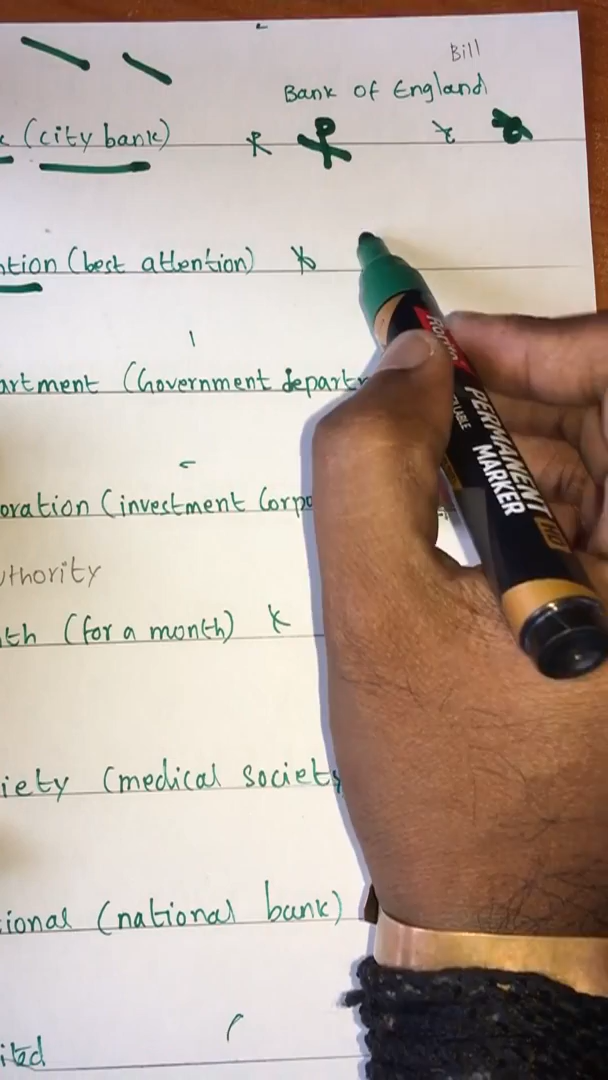 Bill
Bank of England
(city bank)
ntion (best attention)
artment (Government depart
oration (investment Corpo
uthority
th (for a month)
iety (medical society
ional (national bank)
ited
PERMANENT
MARKER